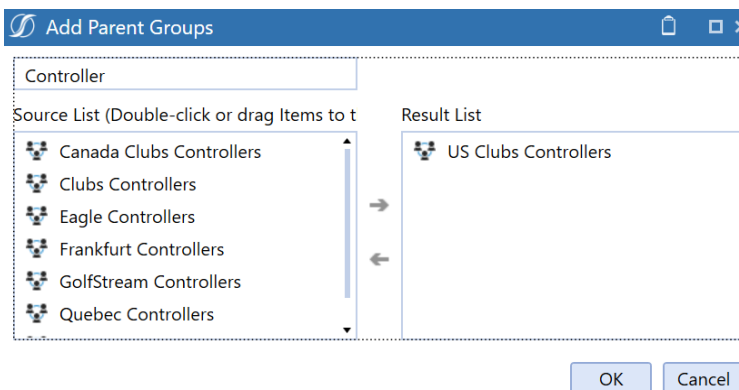 Add Parent Groups
Controller
Source List (Double-click or drag Items to t
Result List
Canada Clubs Controllers
Clubs Controllers
Eagle Controllers
Frankfurt Controllers
GolfStream Controllers
Quebec Controllers
US Clubs Controllers
OK
Cancel